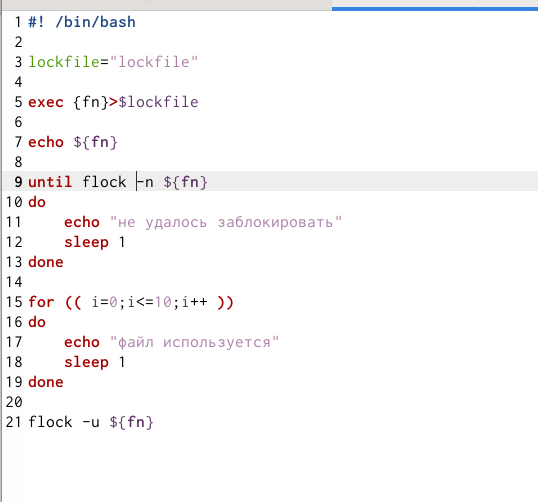 1 #! /bin/bash
2
3 lockfile="lockfile"
4
5 exec {fn}>$lockfile
6
7 echo ${fn}
8
9 until flock -n ${fn}
10 do
11     echo "не удалось заблокировать"
12     sleep 1
13 done
14
15 for (( i=0;i<=10;i++ ))
16 do
17     echo "файл используется"
18     sleep 1
19 done
20
21 flock -u ${fn}